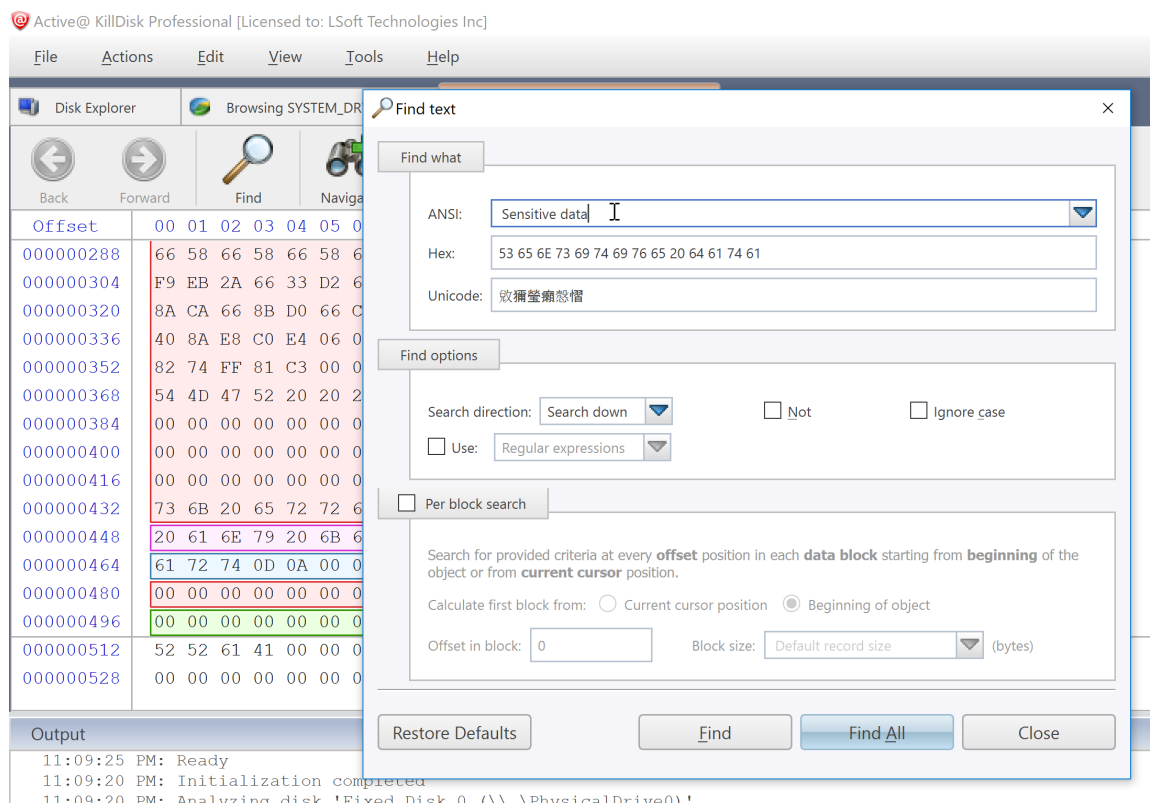 Active@ KillDisk Professional [Licensed to: LSoft Technologies Inc]
File Actions Edit View Tools Help
Disk Explorer Browsing SYSTEM_DR
Back Forward Find Naviga
Offset 00 01 02 03 04 05 0
000000288 66 58 66 58 66 58 6
000000304 F9 EB 2A 66 33 D2 6
000000320 8A CA 66 8B D0 66 C
000000336 40 8A E8 C0 E4 06 0
000000352 82 74 FF 81 C3 00 0
000000368 54 4D 47 52 20 20 2
000000384 00 00 00 00 00 00 0
000000400 00 00 00 00 00 00 0
000000416 00 00 00 00 00 00 0
000000432 73 6B 20 65 72 72 6
000000448 20 61 6E 79 20 6B 6
000000464 61 72 74 0D 0A 00 0
000000480 00 00 00 00 00 00 0
000000496 00 00 00 00 00 00 0
000000512 52 52 61 41 00 00 0
000000528 00 00 00 00 00 00 0
Find text
Find what
ANSI: Sensitive data
Hex: 53 65 6E 73 69 74 69 76 65 20 64 61 74 61
Unicode:
Find options
Search direction: Search down Not Ignore case
Use: Regular expressions
Per block search
Search for provided criteria at every offset position in each data block starting from beginning of the
object or from current cursor position.
Calculate first block from: Current cursor position Beginning of object
Offset in block: 0 Block size: Default record size (bytes)
Restore Defaults Find Find All Close
Output
11:09:25 PM: Ready
11:09:20 PM: Initialization completed
11:09:20 PM: Analyzing disk 'Fixed Disk 0 (\\.\PhysicalDrive0)'